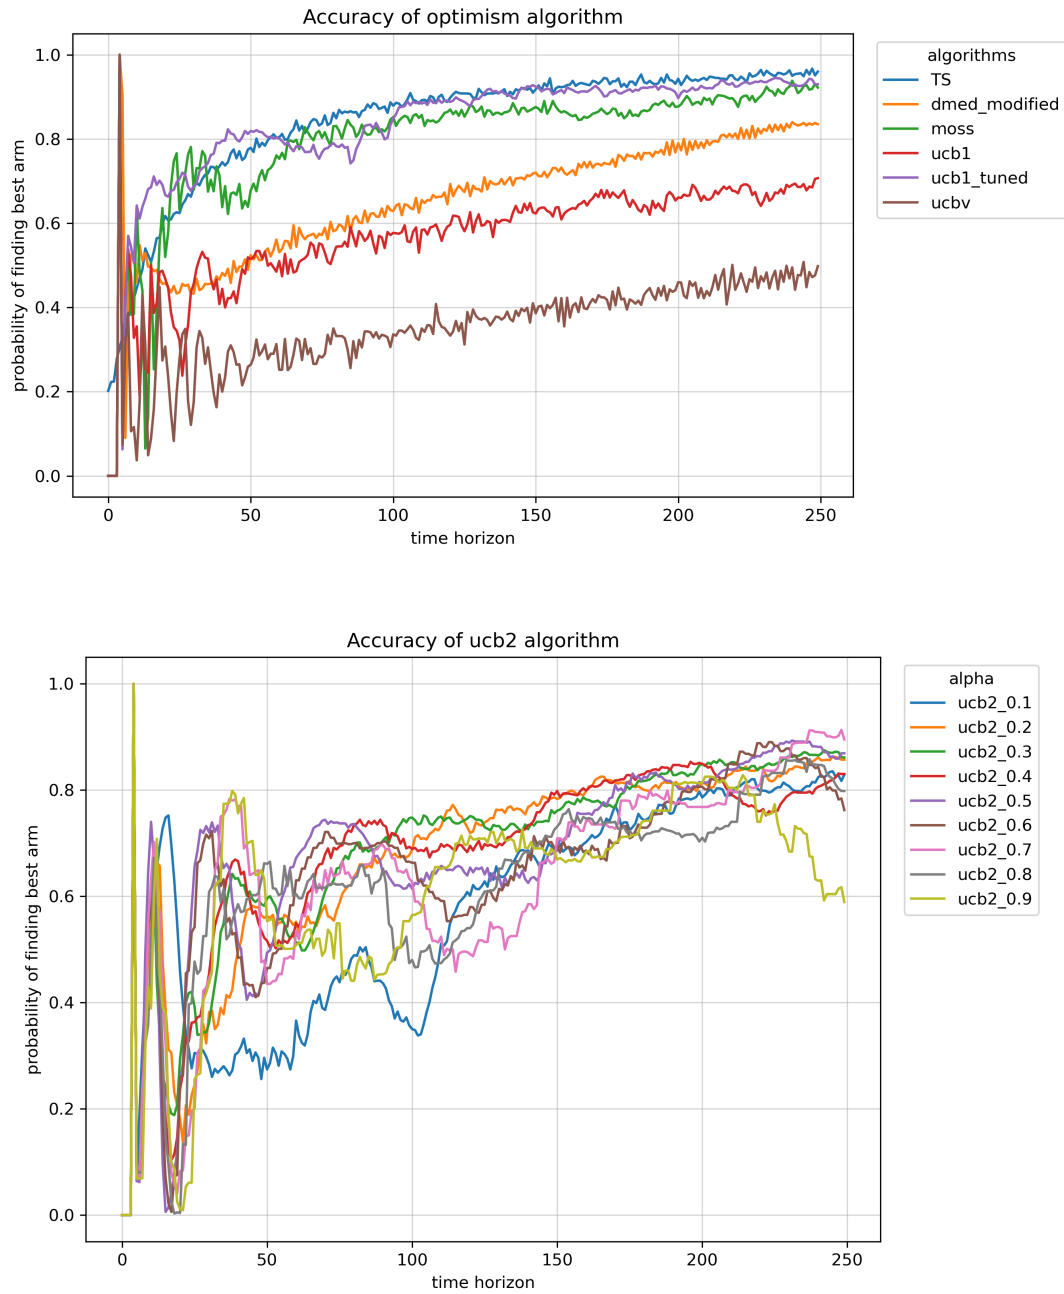 Accuracy of optimism algorithm
1.0
0.8
0.6
0.4
0.2
0.0
probability of finding best arm
0 50 100 150 200 250
time horizon
algorithms
TS
dmed_modified
moss
ucb1
ucb1_tuned
ucbv
Accuracy of ucb2 algorithm
1.0
0.8
0.6
0.4
0.2
0.0
probability of finding best arm
0 50 100 150 200 250
time horizon
alpha
ucb2_0.1
ucb2_0.2
ucb2_0.3
ucb2_0.4
ucb2_0.5
ucb2_0.6
ucb2_0.7
ucb2_0.8
ucb2_0.9